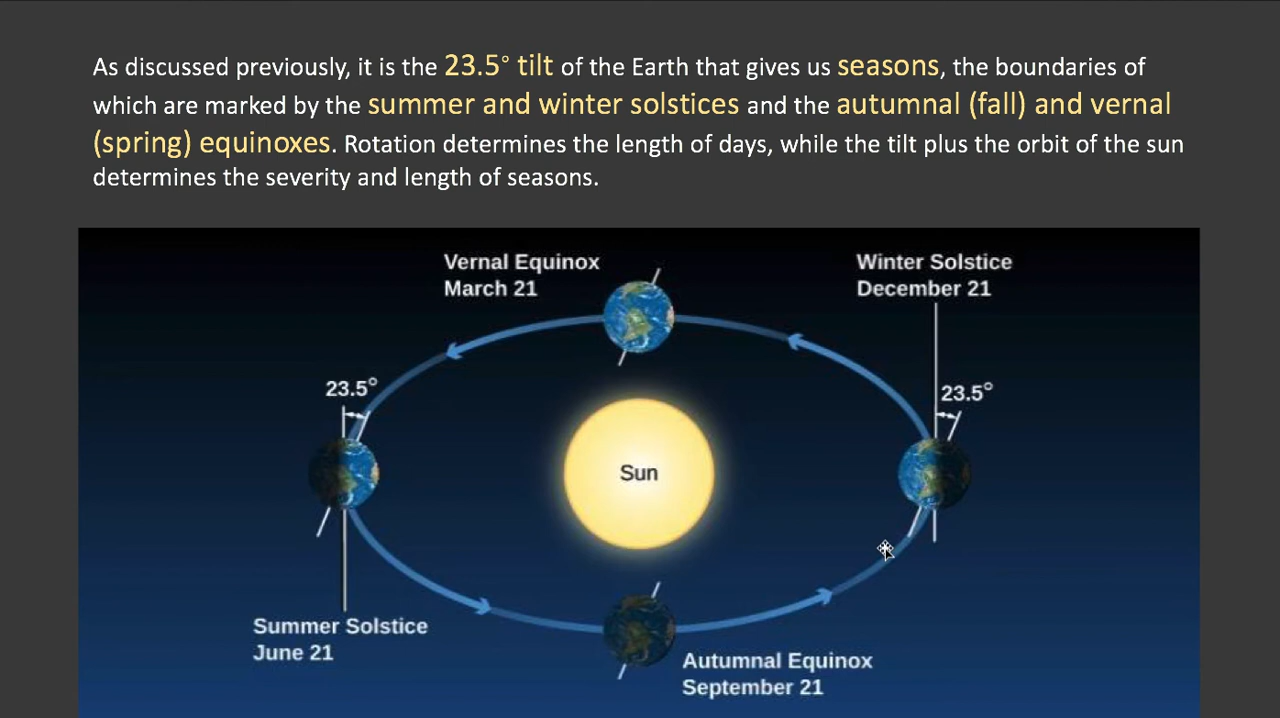 As discussed previously, it is the 23.5° tilt of the Earth that gives us seasons, the boundaries of
which are marked by the summer and winter solstices and the autumnal (fall) and vernal
(spring) equinoxes. Rotation determines the length of days, while the tilt plus the orbit of the sun
determines the severity and length of seasons.
Vernal Equinox
March 21
Winter Solstice
December 21
23.5°
23.5°
Sun
Summer Solstice
June 21
Autumnal Equinox
September 21